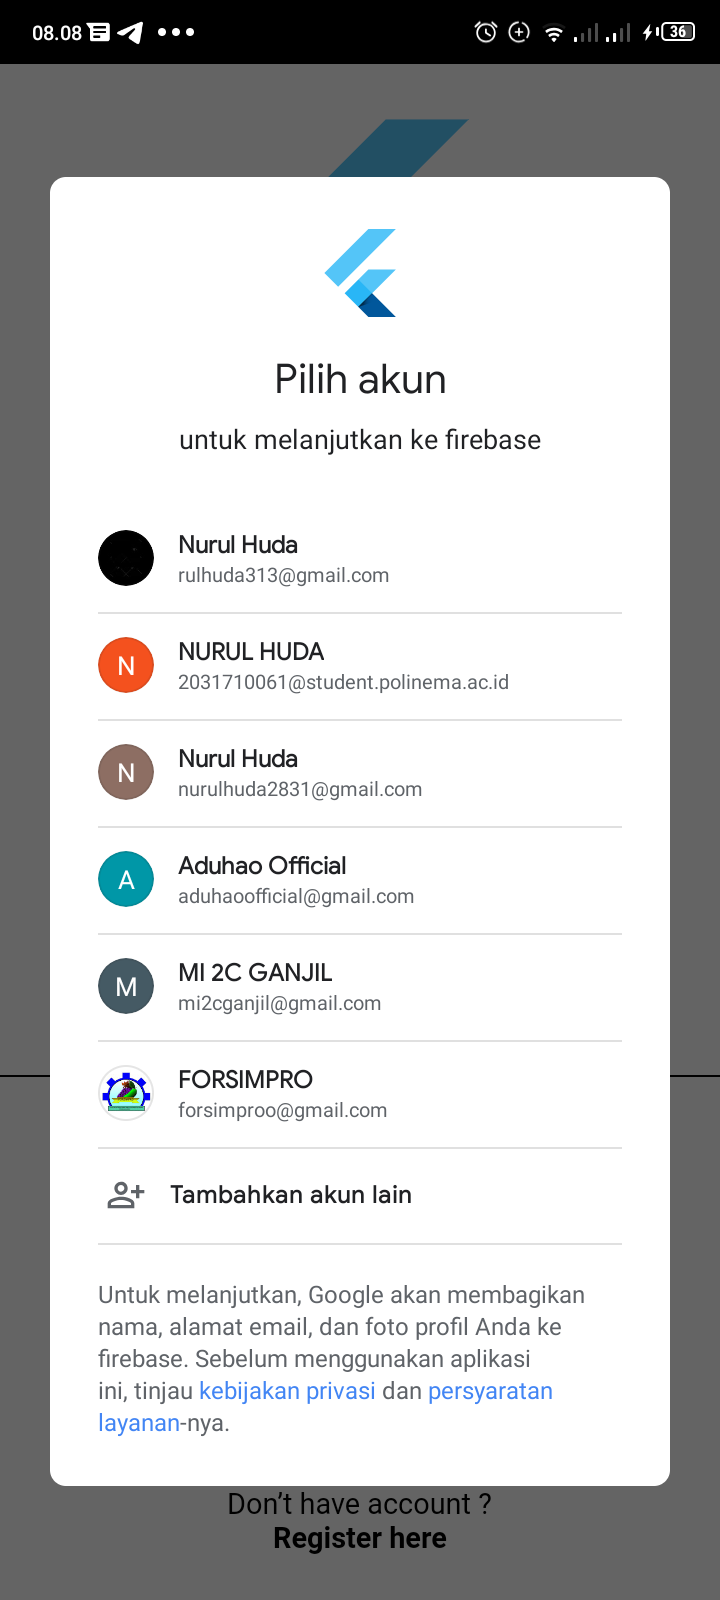 08.08
36
Pilih akun
untuk melanjutkan ke firebase
Nurul Huda
rulhuda313@gmail.com
N
NURUL HUDA
2031710061@student.polinema.ac.id
N
Nurul Huda
nurulhuda2831@gmail.com
A
Aduhao Official
aduhaoofficial@gmail.com
M
MI 2C GANJIL
mi2cganjil@gmail.com
FORSIMPRO
forsimproo@gmail.com
Tambahkan akun lain
Untuk melanjutkan, Google akan membagikan
nama, alamat email, dan foto profil Anda ke
firebase. Sebelum menggunakan aplikasi
ini, tinjau kebijakan privasi dan persyaratan
layanan-nya.
Don’t have account ?
Register here